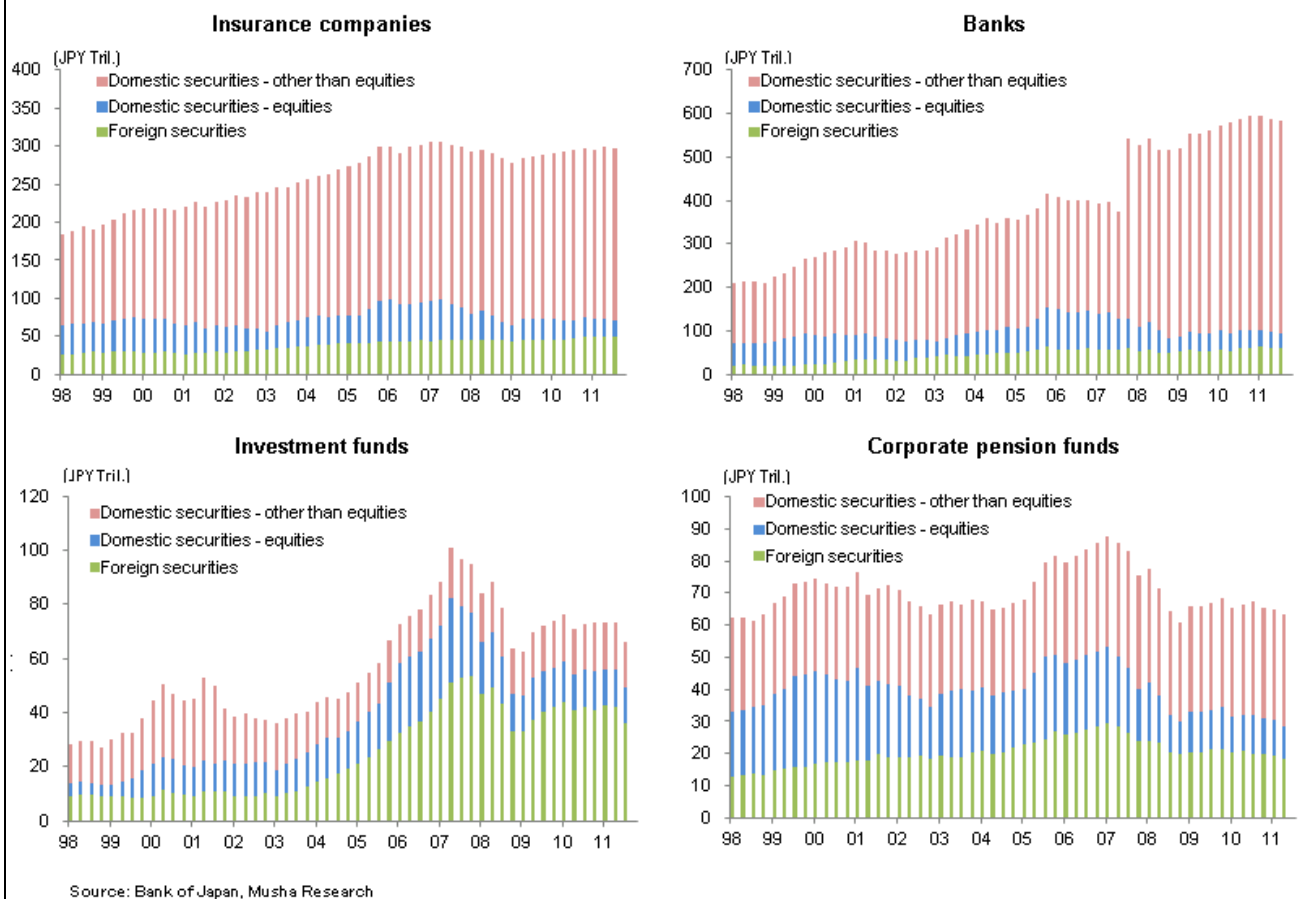 Insurance companies
(JPY Tril.)
400
350
300
250
200
150
100
50
0
Domestic securities - other than equities
Domestic securities - equities
Foreign securities
98 99 00 01 02 03 04 05 06 07 08 09 10 11
Banks
(JPY Tril.)
700
600
500
400
300
200
100
0
Domestic securities - other than equities
Domestic securities - equities
Foreign securities
98 99 00 01 02 03 04 05 06 07 08 09 10 11
Investment funds
(JPY Tril.)
120
100
80
60
40
20
0
Domestic securities - other than equities
Domestic securities - equities
Foreign securities
98 99 00 01 02 03 04 05 06 07 08 09 10 11
Corporate pension funds
(JPY Tril.)
100
90
80
70
60
50
40
30
20
10
0
Domestic securities - other than equities
Domestic securities - equities
Foreign securities
98 99 00 01 02 03 04 05 06 07 08 09 10 11
Source: Bank of Japan, Musha Research